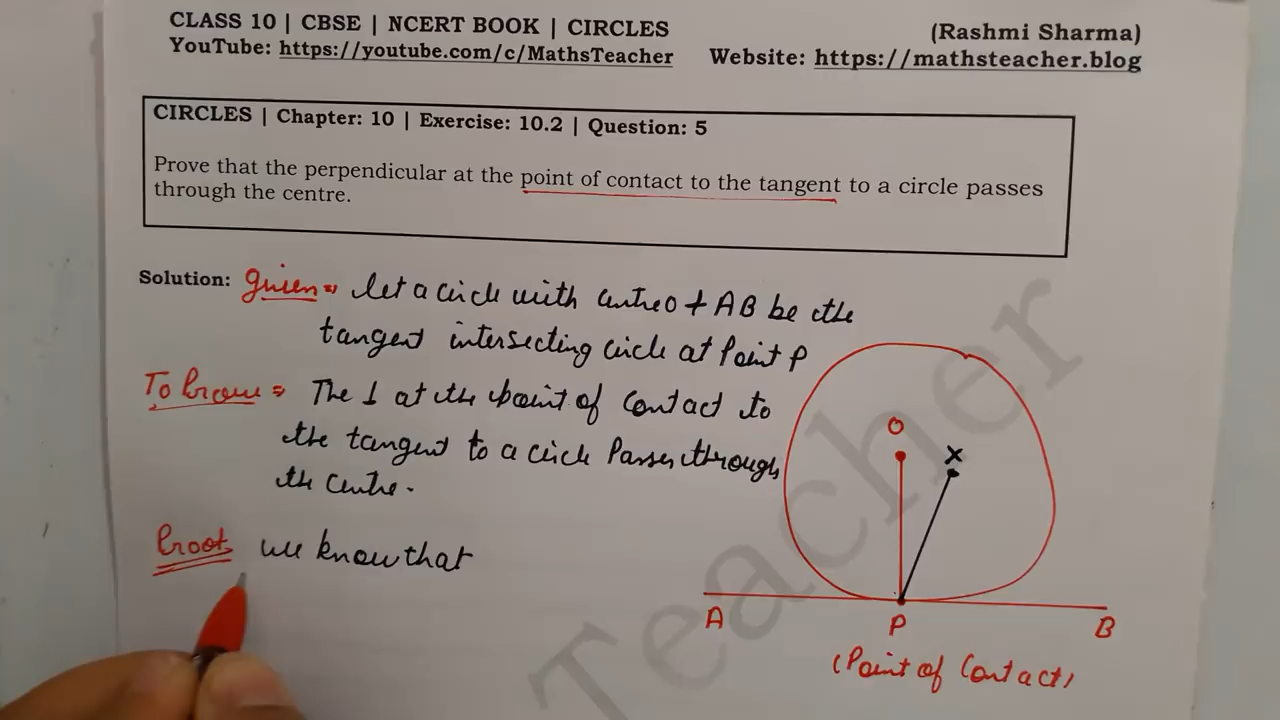 CLASS 10 | CBSE | NCERT BOOK | CIRCLES
(Rashmi Sharma)
YouTube: https://youtube.com/c/MathsTeacher
Website: https://mathsteacher.blog
CIRCLES | Chapter: 10 | Exercise: 10.2 | Question: 5
Prove that the perpendicular at the point of contact to the tangent to a circle passes
through the centre.
Solution: Given = let a circle with centre O + AB be the
tangent intersecting circle at Point P
To Prove = The ⊥ at the point of contact to
the tangent to a circle Passes through
the centre.
Proof we know that
O
X
A
P
B
(Point of Contact)
Teacher